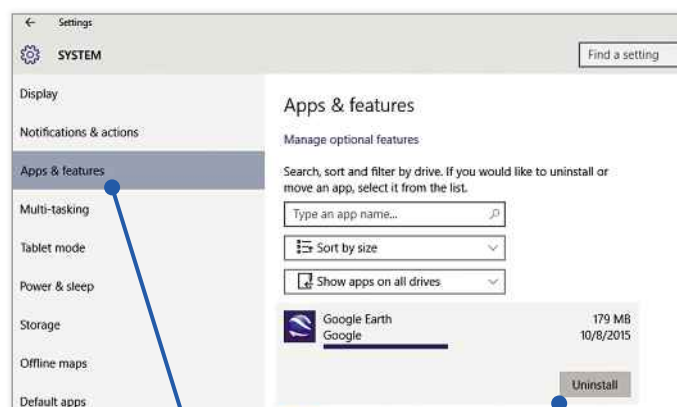 ← Settings
SYSTEM
Find a setting
Display
Notifications & actions
Apps & features
Multi-tasking
Tablet mode
Power & sleep
Storage
Offline maps
Default apps
Apps & features
Manage optional features
Search, sort and filter by drive. If you would like to uninstall or
move an app, select it from the list.
Type an app name...
Sort by size
Show apps on all drives
Google Earth 179 MB
Google 10/8/2015
Uninstall